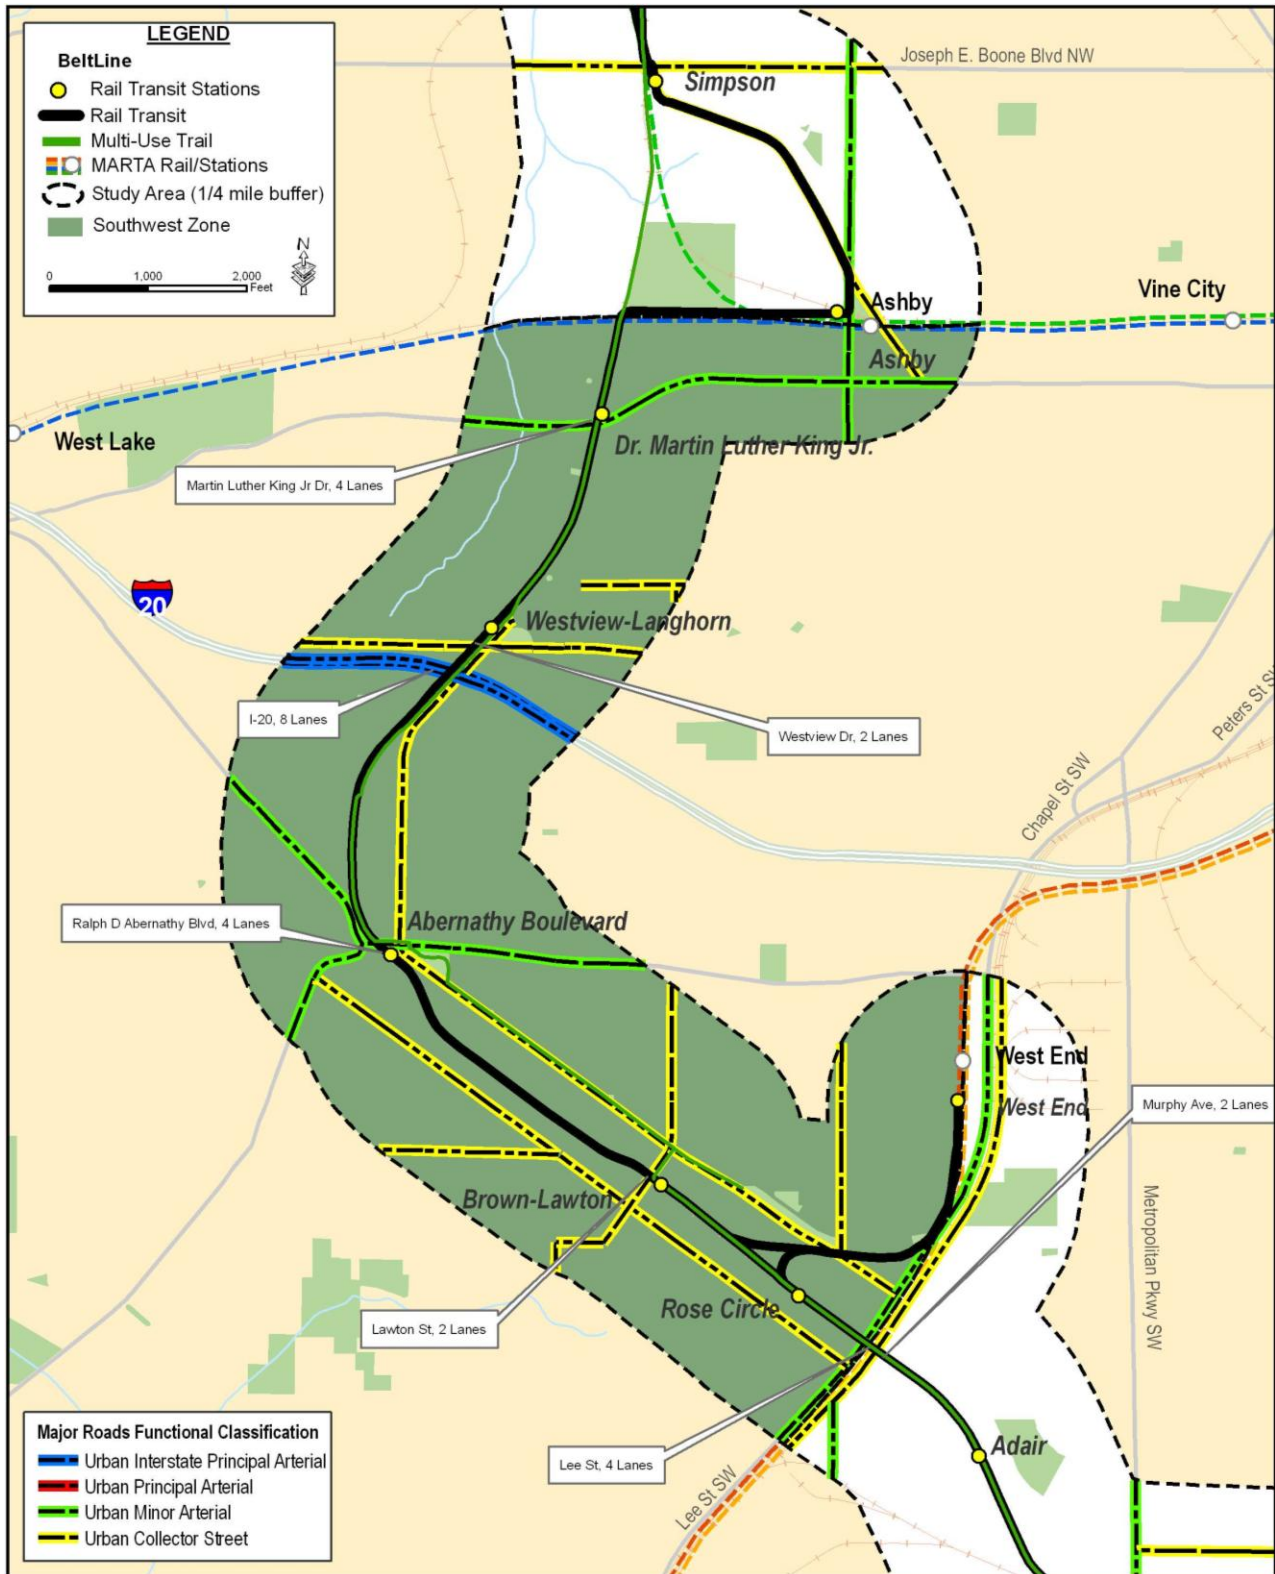 LEGEND
BeltLine
Rail Transit Stations
Rail Transit
Multi-Use Trail
MARTA Rail/Stations
Study Area (1/4 mile buffer)
Southwest Zone
N
0 1,000 2,000
Feet
Joseph E. Boone Blvd NW
Simpson
Ashby
Vine City
Ashby
West Lake
Dr. Martin Luther King Jr.
Martin Luther King Jr Dr, 4 Lanes
20
Westview-Langhorn
I-20, 8 Lanes
Westview Dr, 2 Lanes
Peters St SW
Chapel St SW
Ralph D Abernathy Blvd, 4 Lanes
Abernathy Boulevard
West End
West End
Murphy Ave, 2 Lanes
Brown-Lawton
Metropolitan Pkwy SW
Rose Circle
Lawton St, 2 Lanes
Adair
Lee St, 4 Lanes
Lee St SW
Major Roads Functional Classification
Urban Interstate Principal Arterial
Urban Principal Arterial
Urban Minor Arterial
Urban Collector Street